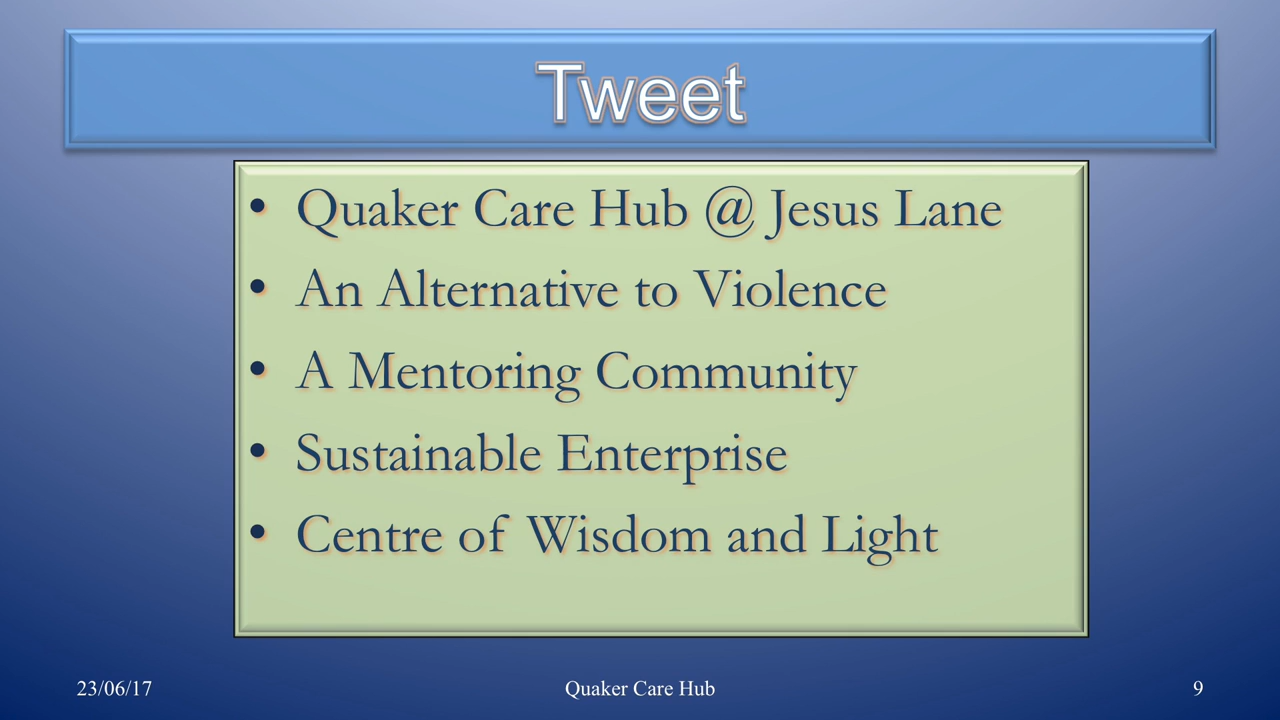 Tweet
• Quaker Care Hub @ Jesus Lane
• An Alternative to Violence
• A Mentoring Community
• Sustainable Enterprise
• Centre of Wisdom and Light
23/06/17
Quaker Care Hub
9